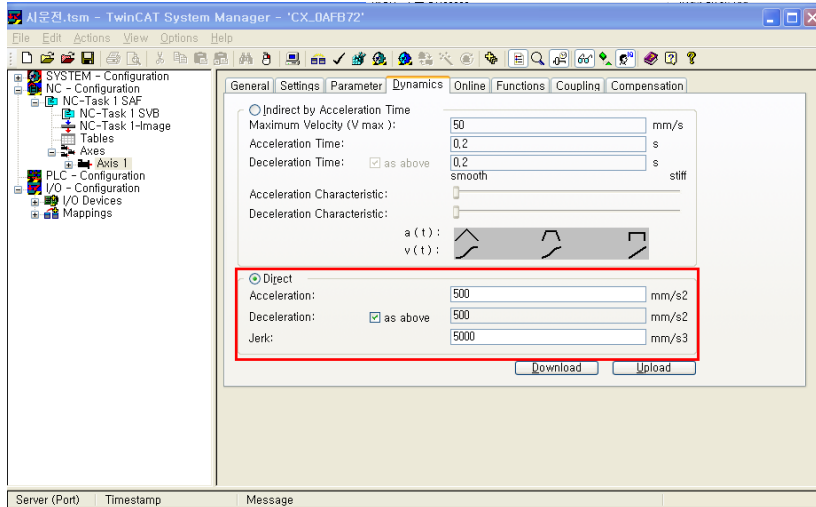 시운전.tsm - TwinCAT System Manager - 'CX_0AFB72'
File Edit Actions View Options Help
SYSTEM - Configuration
NC - Configuration
NC-Task 1 SAF
NC-Task 1 SVB
NC-Task 1-Image
Tables
Axes
Axis 1
PLC - Configuration
I/O - Configuration
I/O Devices
Mappings
General Settings Parameter Dynamics Online Functions Coupling Compensation
Indirect by Acceleration Time
Maximum Velocity (V max ): 50 mm/s
Acceleration Time: 0,2 s
Deceleration Time: as above 0,2 s
smooth stiff
Acceleration Characteristic:
Deceleration Characteristic:
a(t):
v(t):
Direct
Acceleration: 500 mm/s2
Deceleration: as above 500 mm/s2
Jerk: 5000 mm/s3
Download Upload
Server (Port) Timestamp Message